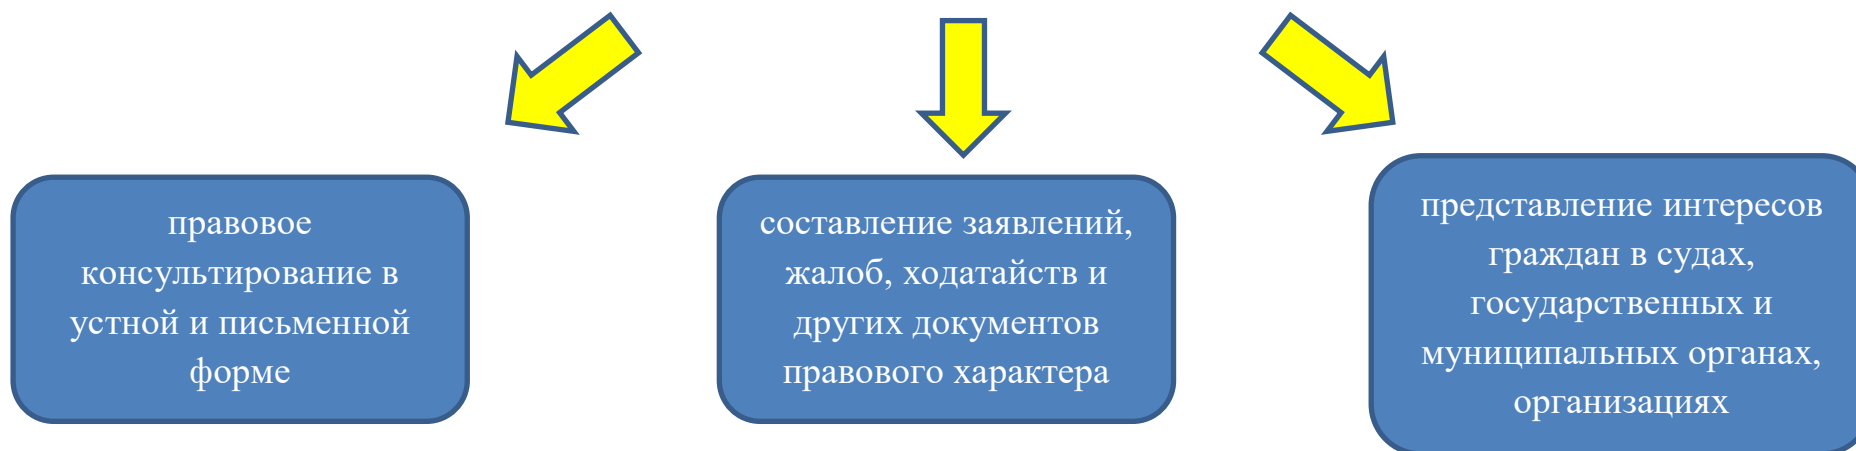 правовое
консультирование в
устной и письменной
форме
составление заявлений,
жалоб, ходатайств и
других документов
правового характера
представление интересов
граждан в судах,
государственных и
муниципальных органах,
организациях